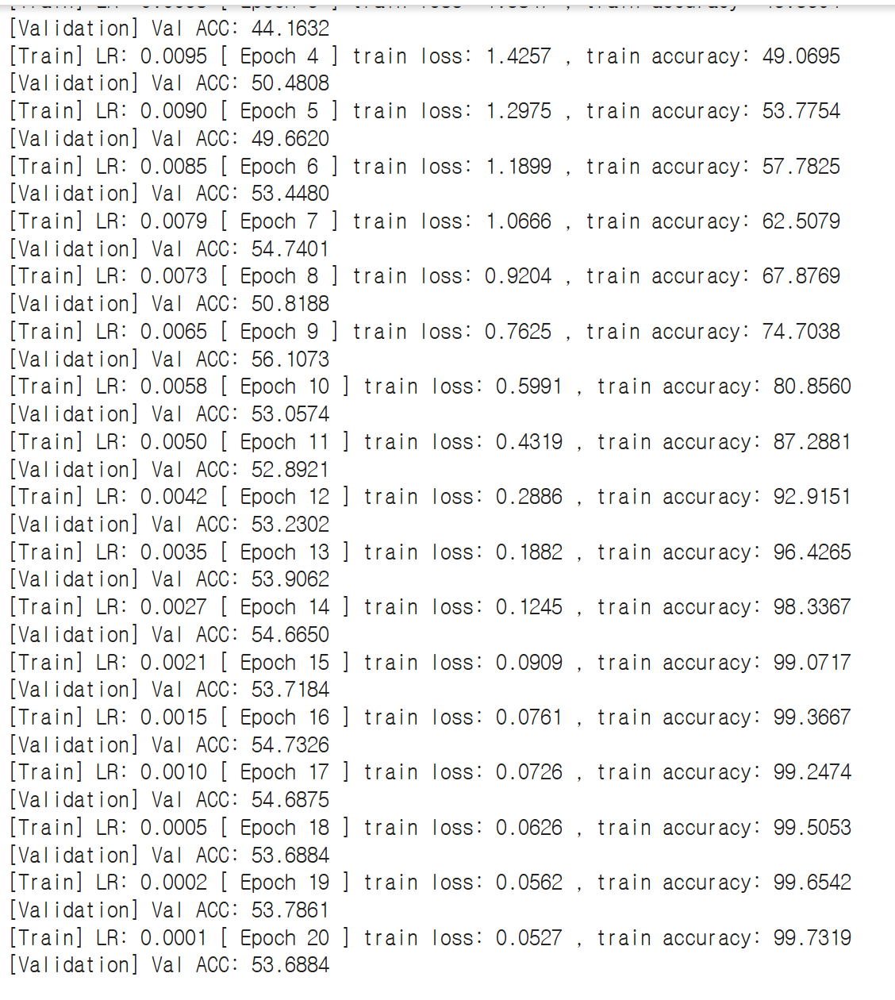 [Validation] Val ACC: 44.1632
[Train] LR: 0.0095 [ Epoch 4 ] train loss: 1.4257 , train accuracy: 49.0695
[Validation] Val ACC: 50.4808
[Train] LR: 0.0090 [ Epoch 5 ] train loss: 1.2975 , train accuracy: 53.7754
[Validation] Val ACC: 49.6620
[Train] LR: 0.0085 [ Epoch 6 ] train loss: 1.1899 , train accuracy: 57.7825
[Validation] Val ACC: 53.4480
[Train] LR: 0.0079 [ Epoch 7 ] train loss: 1.0666 , train accuracy: 62.5079
[Validation] Val ACC: 54.7401
[Train] LR: 0.0073 [ Epoch 8 ] train loss: 0.9204 , train accuracy: 67.8769
[Validation] Val ACC: 50.8188
[Train] LR: 0.0065 [ Epoch 9 ] train loss: 0.7625 , train accuracy: 74.7038
[Validation] Val ACC: 56.1073
[Train] LR: 0.0058 [ Epoch 10 ] train loss: 0.5991 , train accuracy: 80.8560
[Validation] Val ACC: 53.0574
[Train] LR: 0.0050 [ Epoch 11 ] train loss: 0.4319 , train accuracy: 87.2881
[Validation] Val ACC: 52.8921
[Train] LR: 0.0042 [ Epoch 12 ] train loss: 0.2886 , train accuracy: 92.9151
[Validation] Val ACC: 53.2302
[Train] LR: 0.0035 [ Epoch 13 ] train loss: 0.1882 , train accuracy: 96.4265
[Validation] Val ACC: 53.9062
[Train] LR: 0.0027 [ Epoch 14 ] train loss: 0.1245 , train accuracy: 98.3367
[Validation] Val ACC: 54.6650
[Train] LR: 0.0021 [ Epoch 15 ] train loss: 0.0909 , train accuracy: 99.0717
[Validation] Val ACC: 53.7184
[Train] LR: 0.0015 [ Epoch 16 ] train loss: 0.0761 , train accuracy: 99.3667
[Validation] Val ACC: 54.7326
[Train] LR: 0.0010 [ Epoch 17 ] train loss: 0.0726 , train accuracy: 99.2474
[Validation] Val ACC: 54.6875
[Train] LR: 0.0005 [ Epoch 18 ] train loss: 0.0626 , train accuracy: 99.5053
[Validation] Val ACC: 53.6884
[Train] LR: 0.0002 [ Epoch 19 ] train loss: 0.0562 , train accuracy: 99.6542
[Validation] Val ACC: 53.7861
[Train] LR: 0.0001 [ Epoch 20 ] train loss: 0.0527 , train accuracy: 99.7319
[Validation] Val ACC: 53.6884